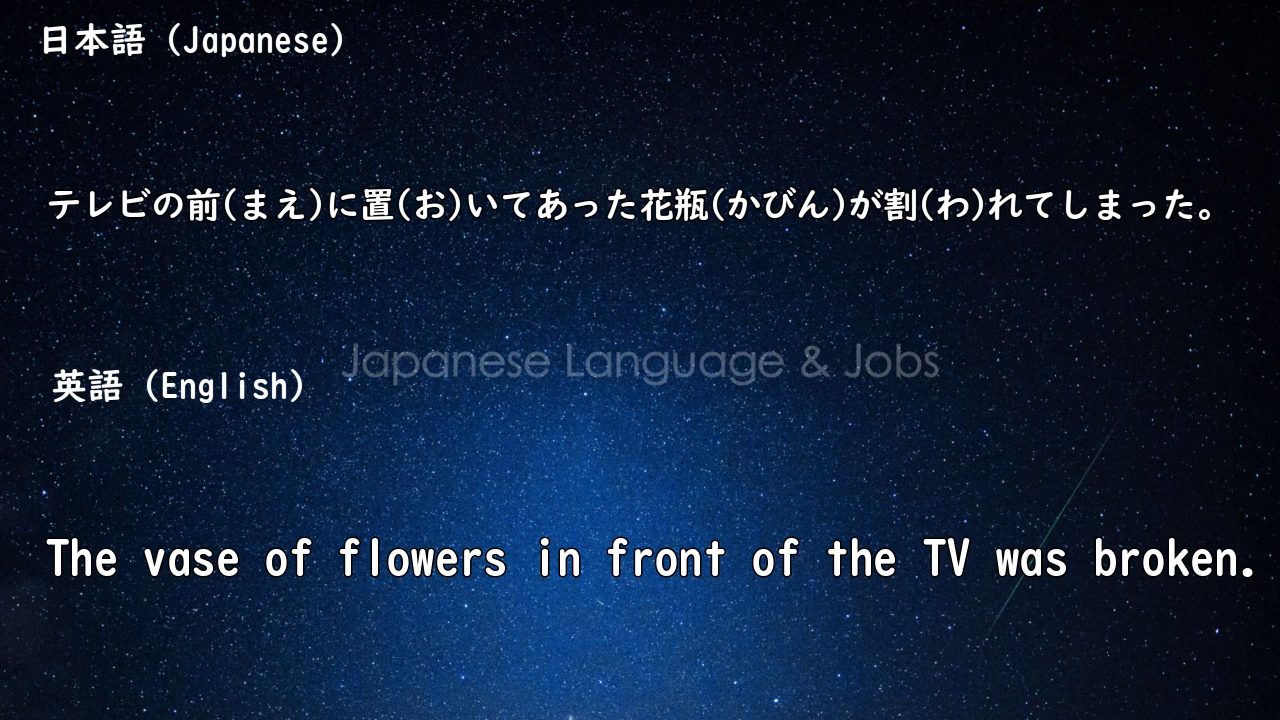 日本語（Japanese）
テレビの前(まえ)に置(お)いてあった花瓶(かびん)が割(わ)れてしまった。
Japanese Language & Jobs
英語（English）
The vase of flowers in front of the TV was broken.